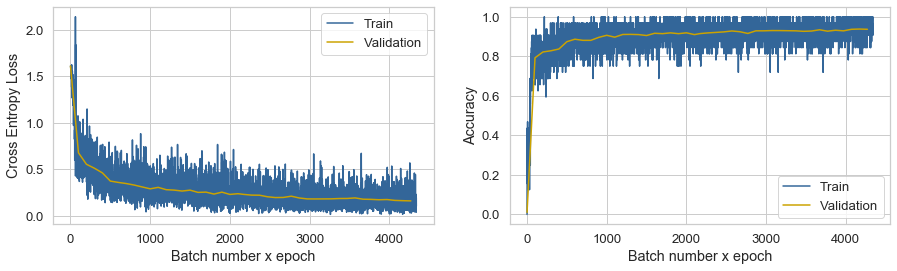 Cross Entropy Loss
2.0
1.5
1.0
0.5
0.0
0 1000 2000 3000 4000
Batch number x epoch
Train
Validation
Accuracy
1.0
0.8
0.6
0.4
0.2
0.0
0 1000 2000 3000 4000
Batch number x epoch
Train
Validation